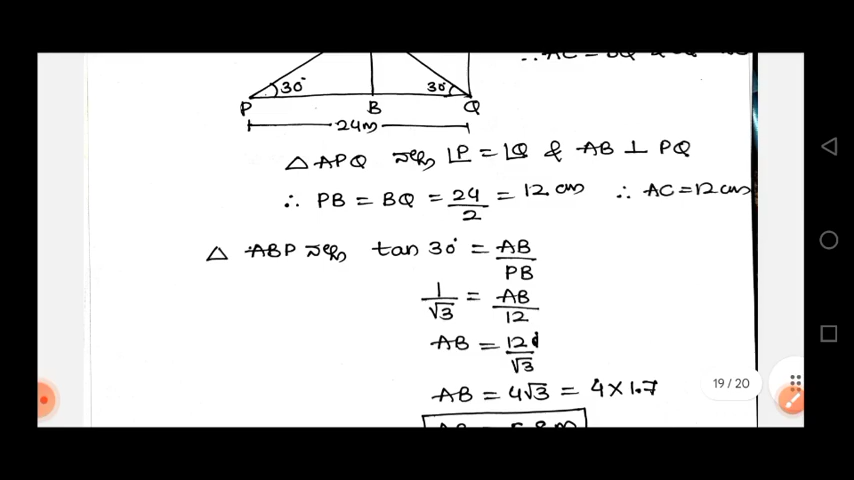 30° 30°
P B Q
24m
△ APQ ನಲ್ಲಿ ∠P = ∠Q & AB ⊥ PQ
∴ PB = BQ = 24/2 = 12 cm ∴ AC = 12 cm
△ ABP ನಲ್ಲಿ tan 30° = AB/PB
1/√3 = AB/12
AB = 12/√3
AB = 4√3 = 4 × 1.7
19 / 20